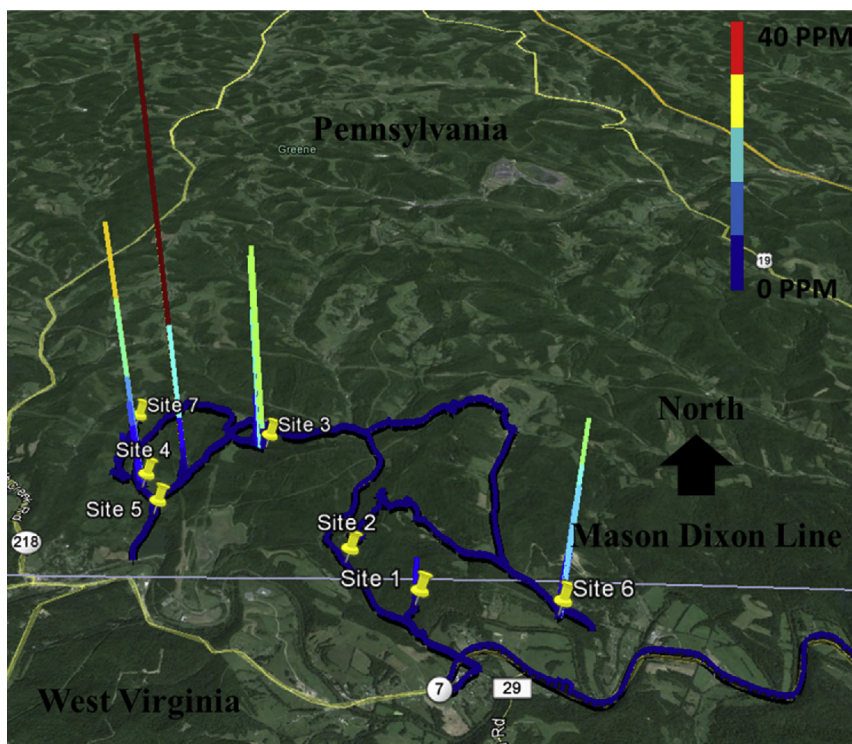 40 PPM
Pennsylvania
Greene
19
0 PPM
Site 7
Site 3
North
Site 4
Site 5
Site 2
Mason Dixon Line
218
Site 1
Site 6
West Virginia
7
29
Rd